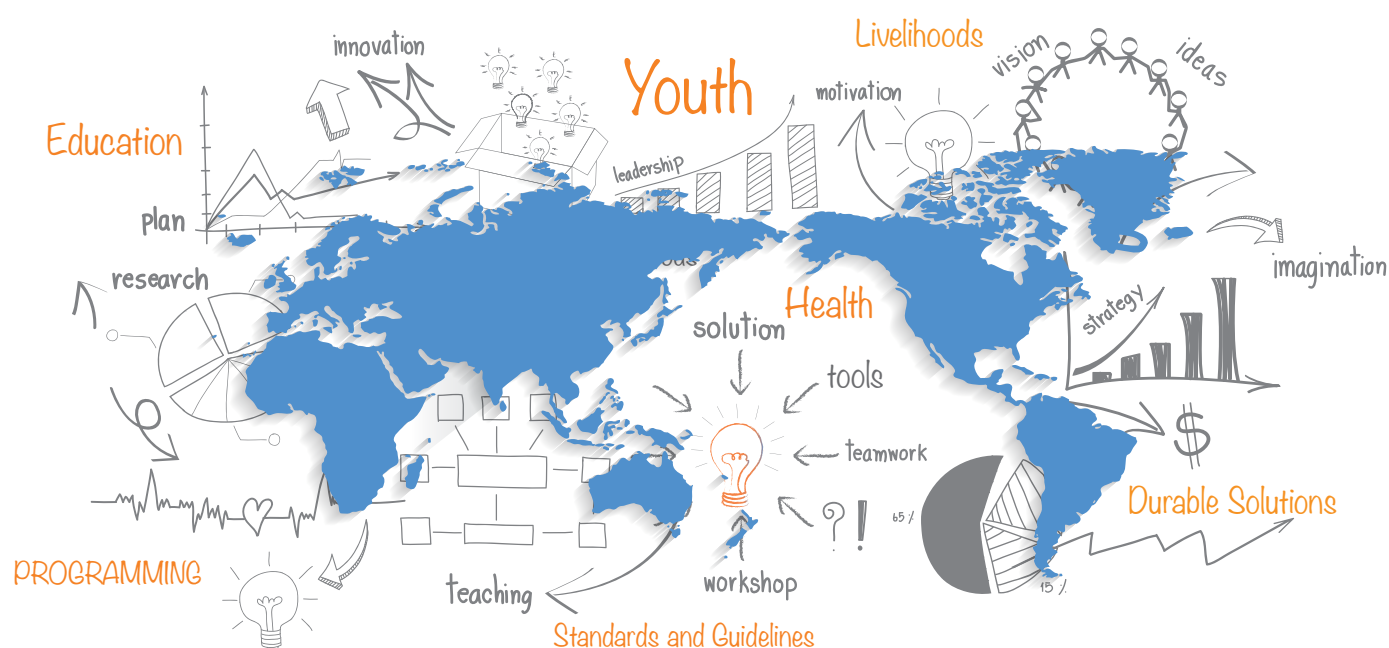 Livelihoods
innovation
vision
ideas
Youth
motivation
Education
leadership
plan
imagination
research
strategy
Health
solution
tools
$
teamwork
Durable Solutions
? !
65 %
PROGRAMMING
workshop
15 %
teaching
Standards and Guidelines